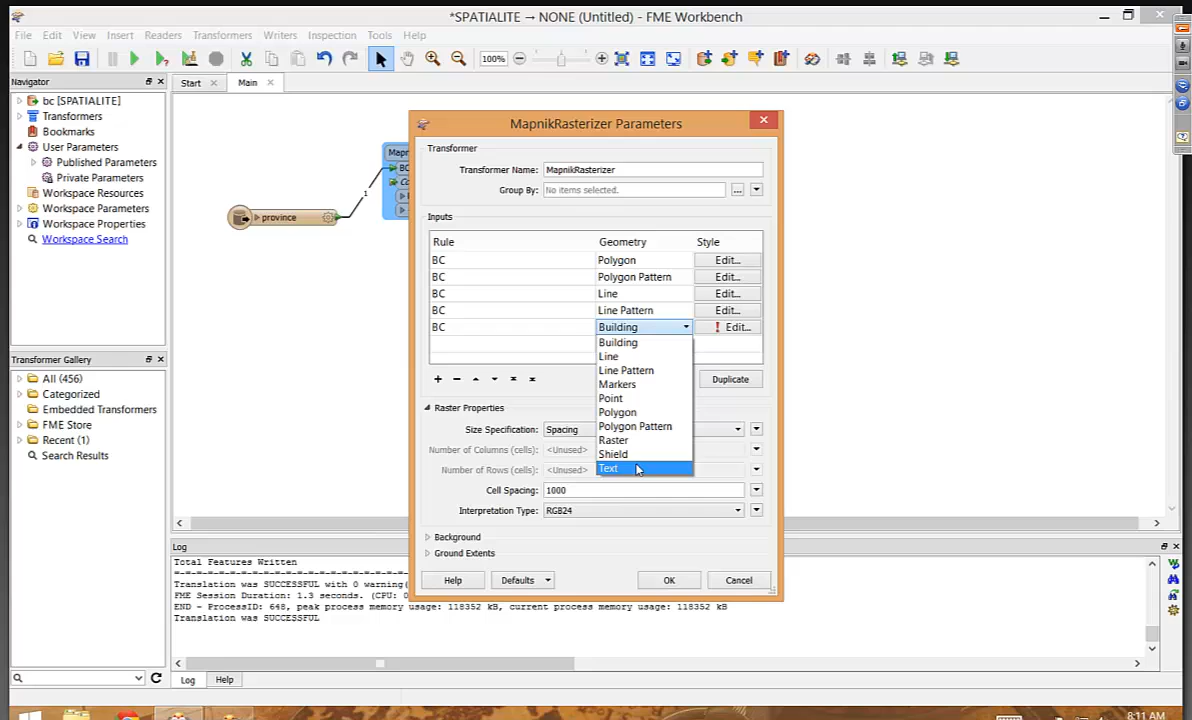 *SPATIALITE → NONE (Untitled) - FME Workbench
File Edit View Insert Readers Transformers Writers Inspection Tools Help
100%
Navigator
Start Main
bc [SPATIALITE]
Transformers
Bookmarks
User Parameters
Published Parameters
Private Parameters
Workspace Resources
Workspace Parameters
Workspace Properties
Workspace Search
province
1
MapnikRasterizer Parameters
Transformer
Transformer Name: MapnikRasterizer
Group By: No items selected. ...
Inputs
Rule Geometry Style
BC Polygon Edit...
BC Polygon Pattern Edit...
BC Line Edit...
BC Line Pattern Edit...
BC Building ! Edit...
Building
Line
Line Pattern
Markers
Point
Polygon
Polygon Pattern
Raster
Shield
Text
Duplicate
Raster Properties
Size Specification: Spacing
Number of Columns (cells): <Unused>
Number of Rows (cells): <Unused>
Cell Spacing: 1000
Interpretation Type: RGB24
Background
Ground Extents
Help Defaults OK Cancel
Transformer Gallery
All (456)
Categorized
Embedded Transformers
FME Store
Recent (1)
Search Results
Log
Total Features Written
=-=-=-=-=-=-=-=-=-=-=-=-=-=-=-=-=-=-=
Translation was SUCCESSFUL with 0 warning(
FME Session Duration: 1.3 seconds. (CPU: 0
END - ProcessID: 648, peak process memory usage: 118352 kB, current process memory usage: 118352 kB
Translation was SUCCESSFUL
Log Help
8:11 AM